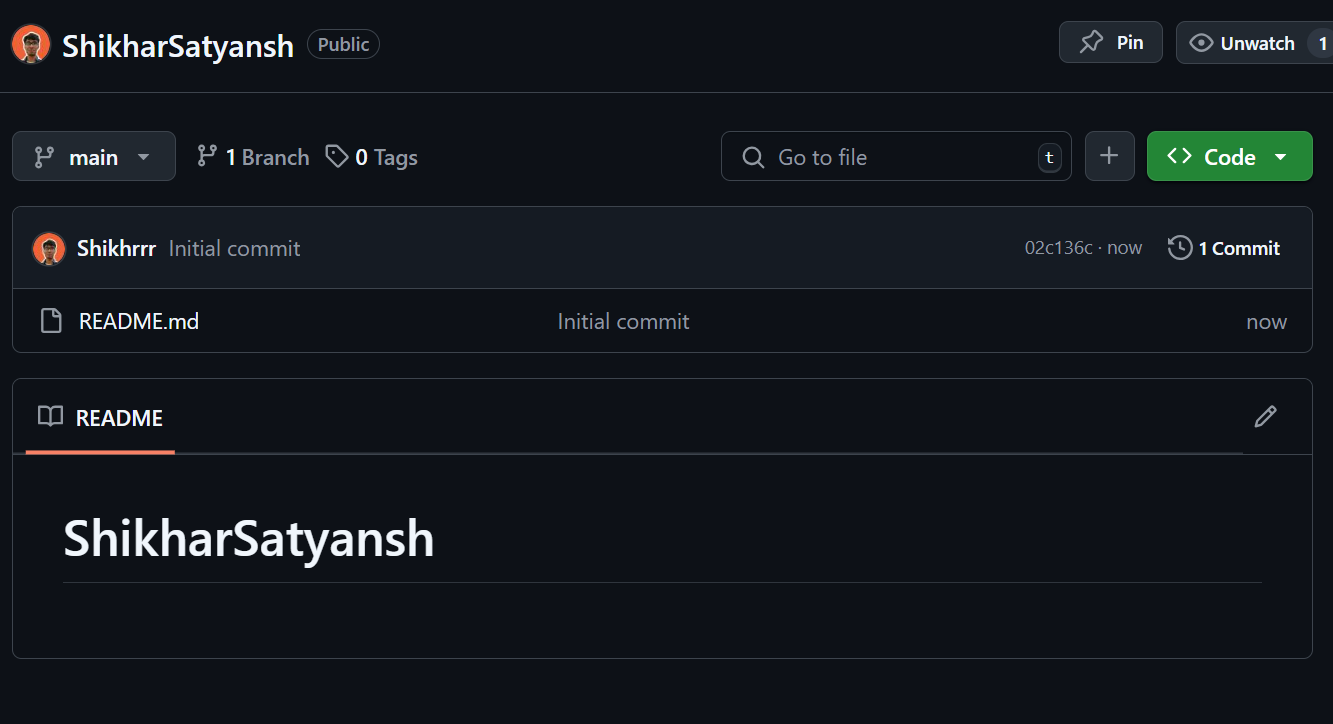 ShikharSatyansh Public Pin Unwatch 1
main 1 Branch 0 Tags Go to file t Code
Shikhrrr Initial commit 02c136c · now 1 Commit
README.md Initial commit now
README
ShikharSatyansh